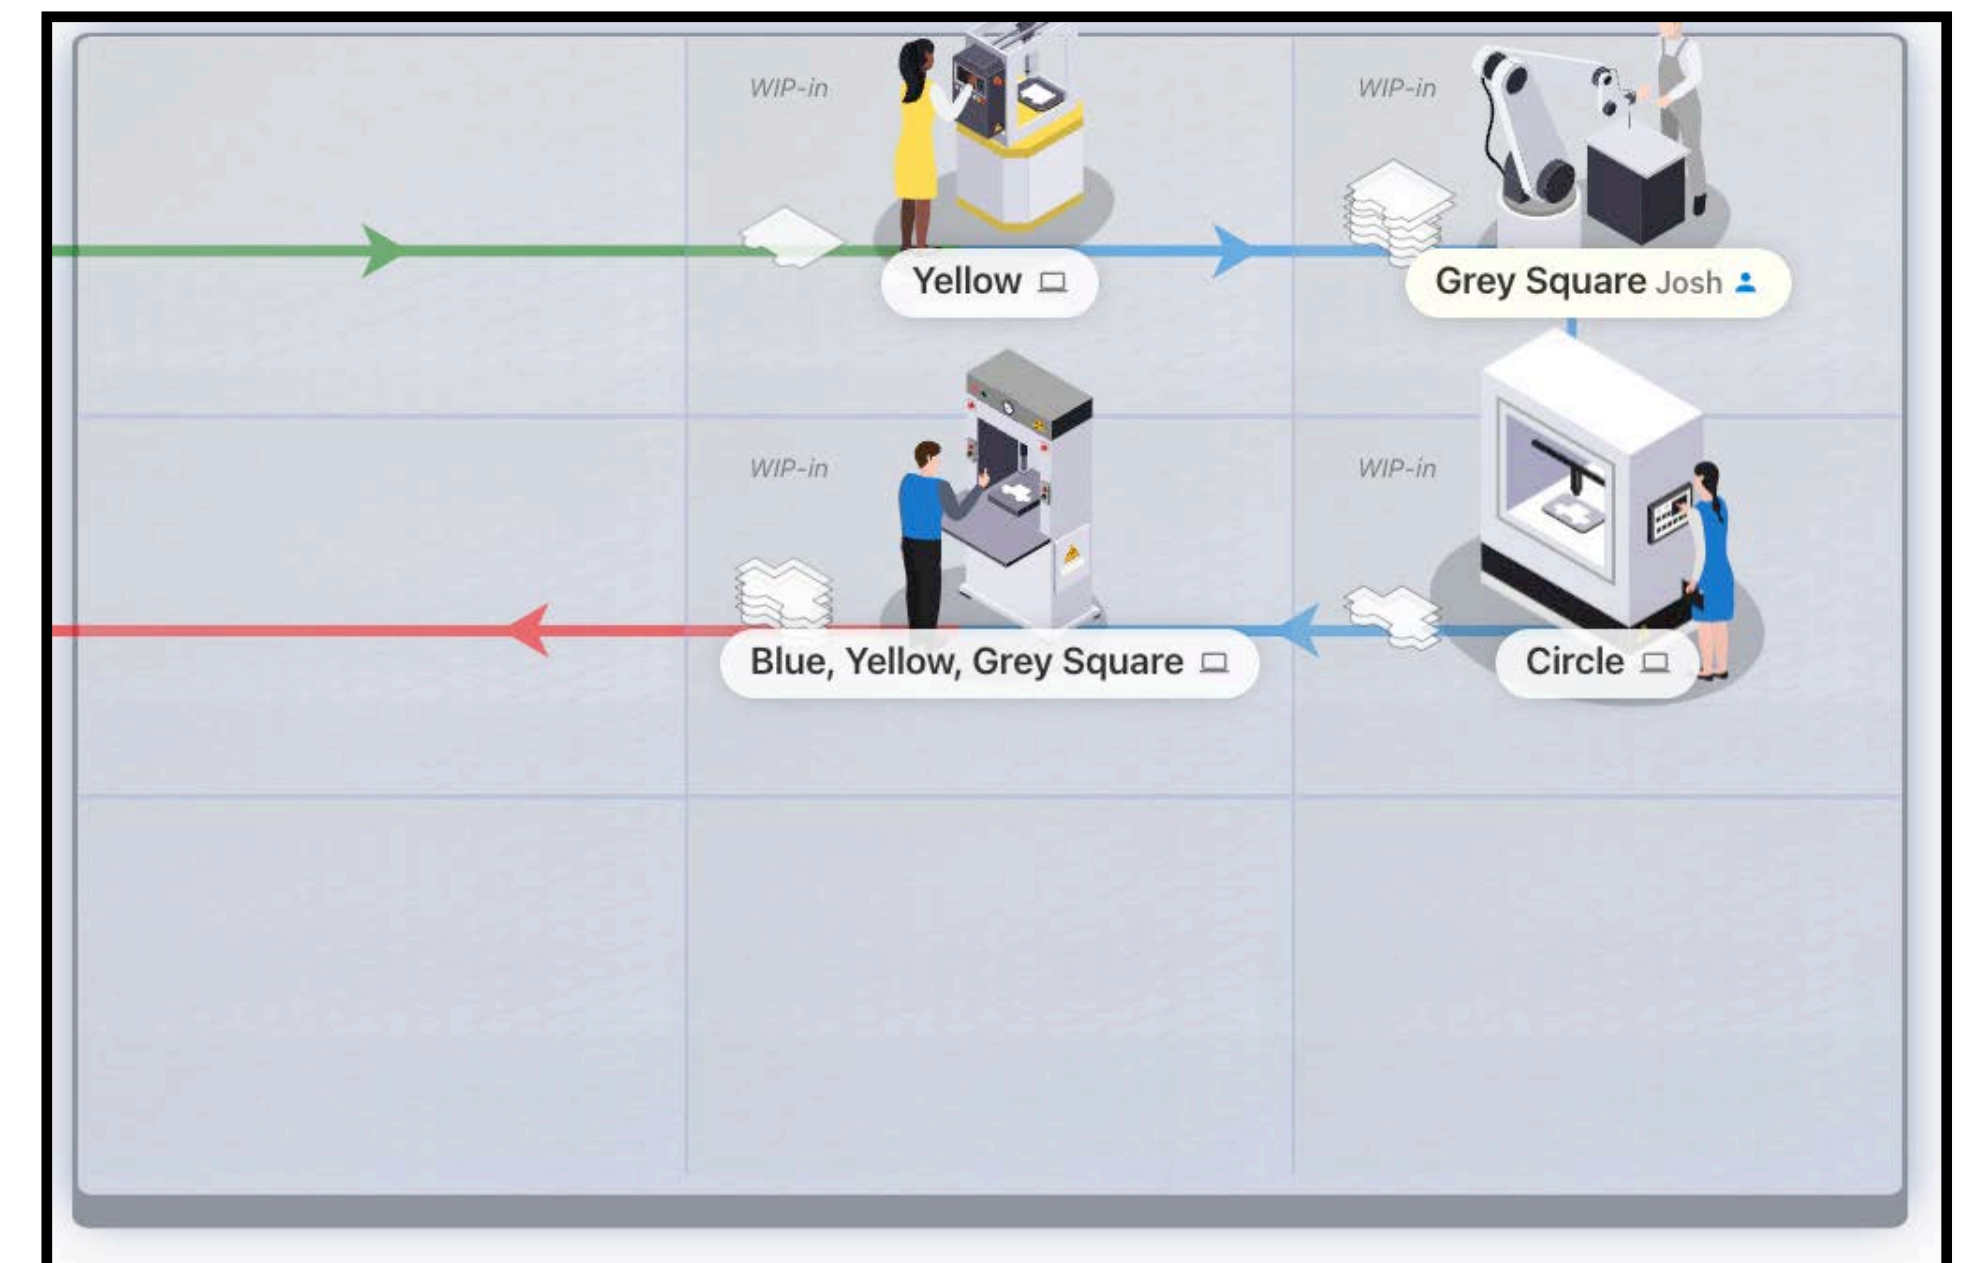 WIP-in
WIP-in
Yellow
Grey Square Josh
WIP-in
WIP-in
Blue, Yellow, Grey Square
Circle